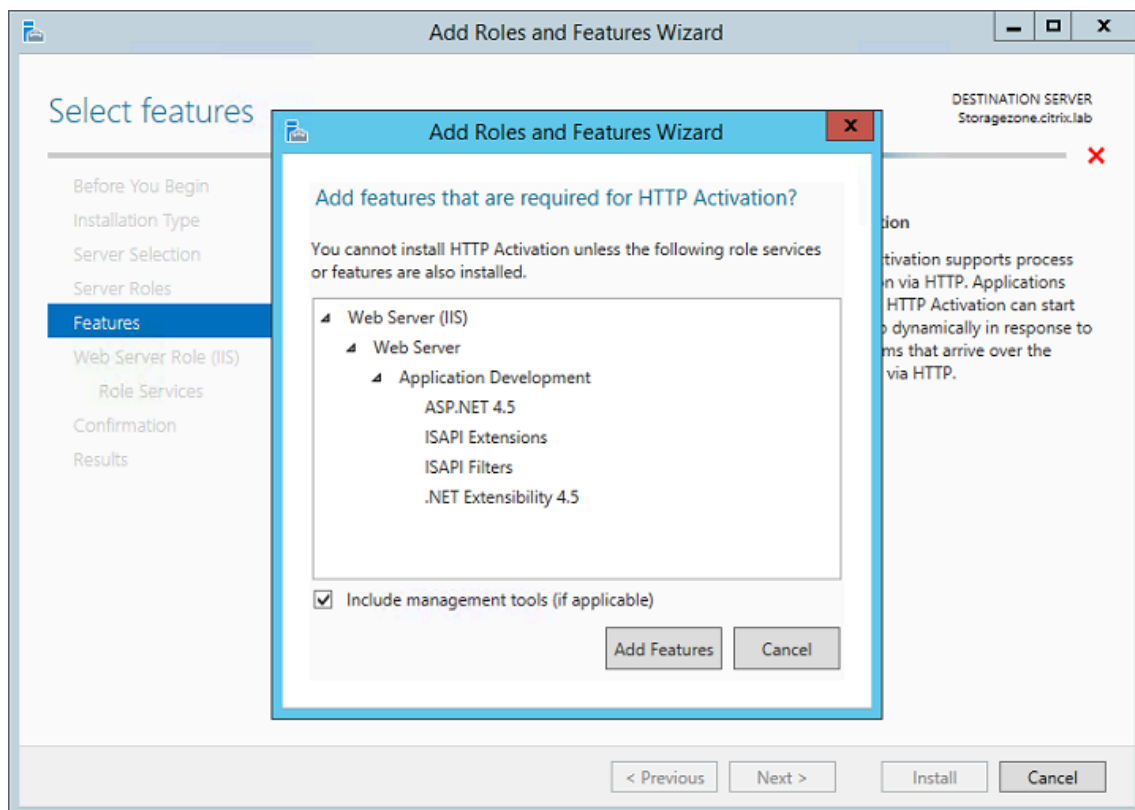 Add Roles and Features Wizard
Select features
DESTINATION SERVER
Storagezone.citrix.lab
Before You Begin
Installation Type
Server Selection
Server Roles
Features
Web Server Role (IIS)
Role Services
Confirmation
Results
Add Roles and Features Wizard
Add features that are required for HTTP Activation?
You cannot install HTTP Activation unless the following role services
or features are also installed.
Web Server (IIS)
Web Server
Application Development
ASP.NET 4.5
ISAPI Extensions
ISAPI Filters
.NET Extensibility 4.5
Include management tools (if applicable)
Add Features
Cancel
supports process
via HTTP. Applications
HTTP Activation can start
dynamically in response to
that arrive over the
via HTTP.
< Previous
Next >
Install
Cancel